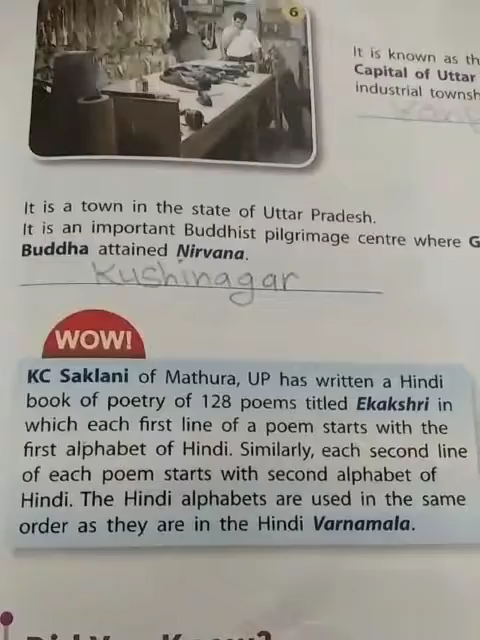 6
It is known as th
Capital of Uttar
industrial townsh
It is a town in the state of Uttar Pradesh.
It is an important Buddhist pilgrimage centre where G
Buddha attained Nirvana.
Kushinagar
WOW!
KC Saklani of Mathura, UP has written a Hindi
book of poetry of 128 poems titled Ekakshri in
which each first line of a poem starts with the
first alphabet of Hindi. Similarly, each second line
of each poem starts with second alphabet of
Hindi. The Hindi alphabets are used in the same
order as they are in the Hindi Varnamala.